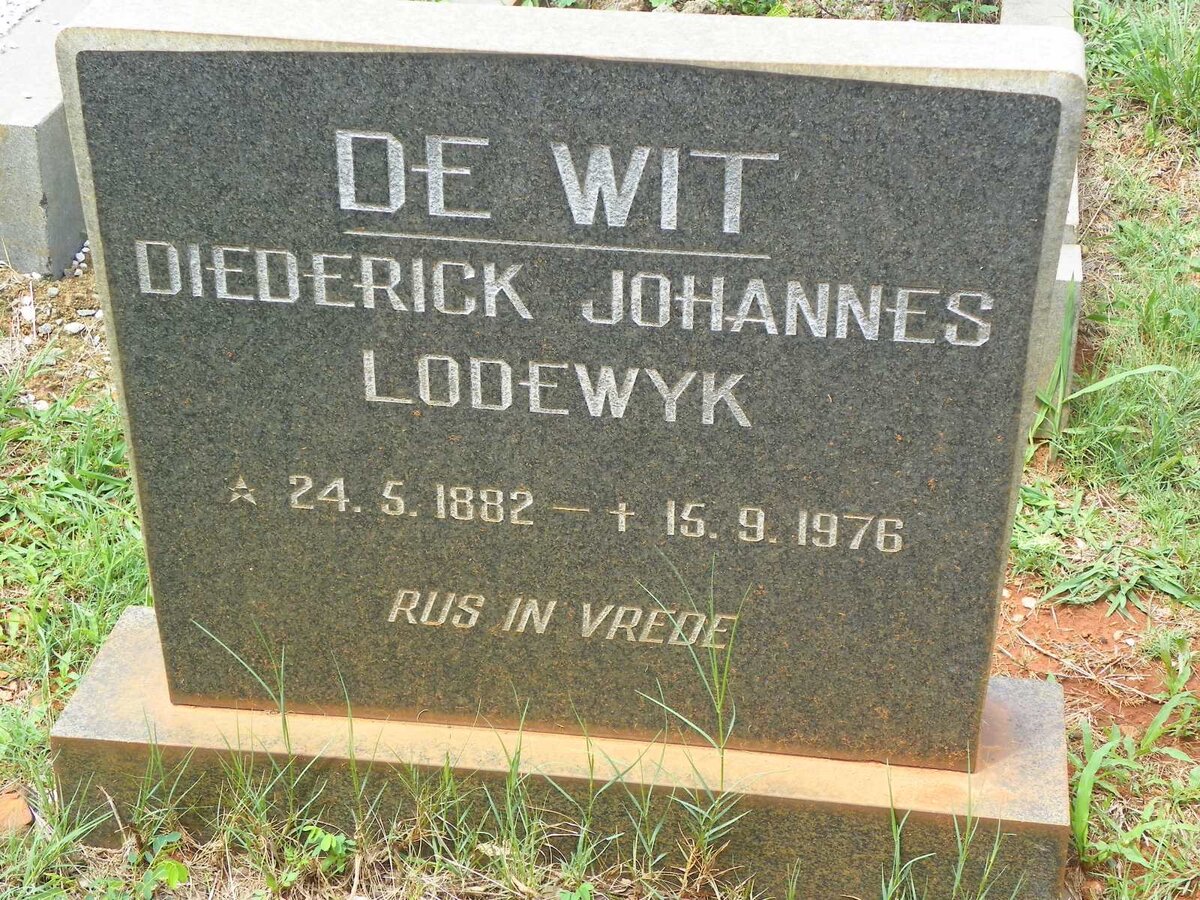 DE WIT
DIEDERICK JOHANNES
LODEWYK
☆ 24.5.1882 — + 15.9.1976
RUS IN VREDE